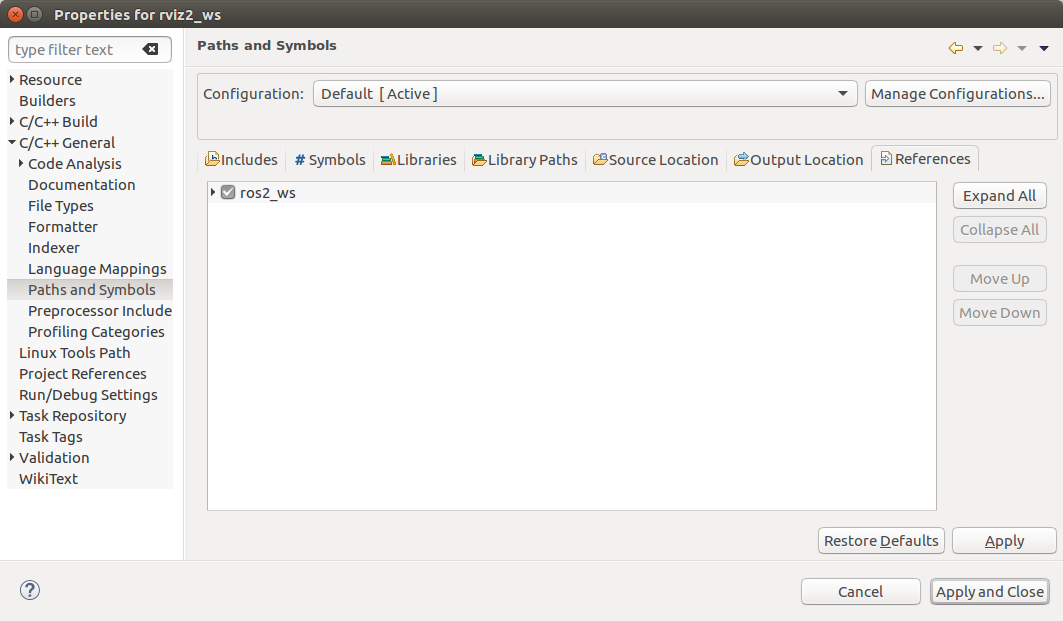 Properties for rviz2_ws
type filter text
Resource
Builders
C/C++ Build
C/C++ General
Code Analysis
Documentation
File Types
Formatter
Indexer
Language Mappings
Paths and Symbols
Preprocessor Include
Profiling Categories
Linux Tools Path
Project References
Run/Debug Settings
Task Repository
Task Tags
Validation
WikiText
Paths and Symbols
Configuration: Default [ Active ] Manage Configurations...
Includes # Symbols Libraries Library Paths Source Location Output Location References
ros2_ws
Expand All
Collapse All
Move Up
Move Down
Restore Defaults Apply
Cancel Apply and Close